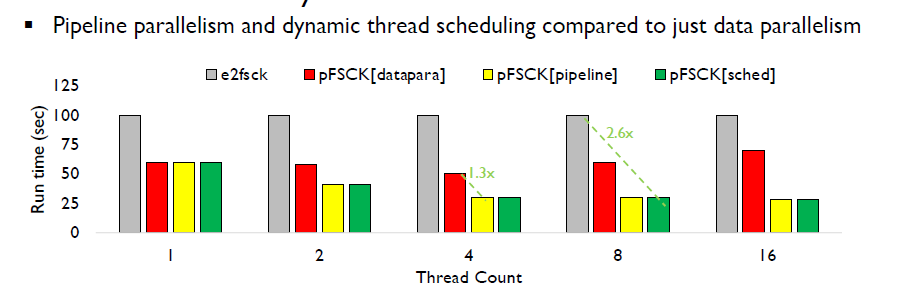 ▪ Pipeline parallelism and dynamic thread scheduling compared to just data parallelism
e2fsck pFSCK[datapara] pFSCK[pipeline] pFSCK[sched]
Run time (sec)
125
100
75
50
25
0
2.6x
1.3x
1 2 4 8 16
Thread Count